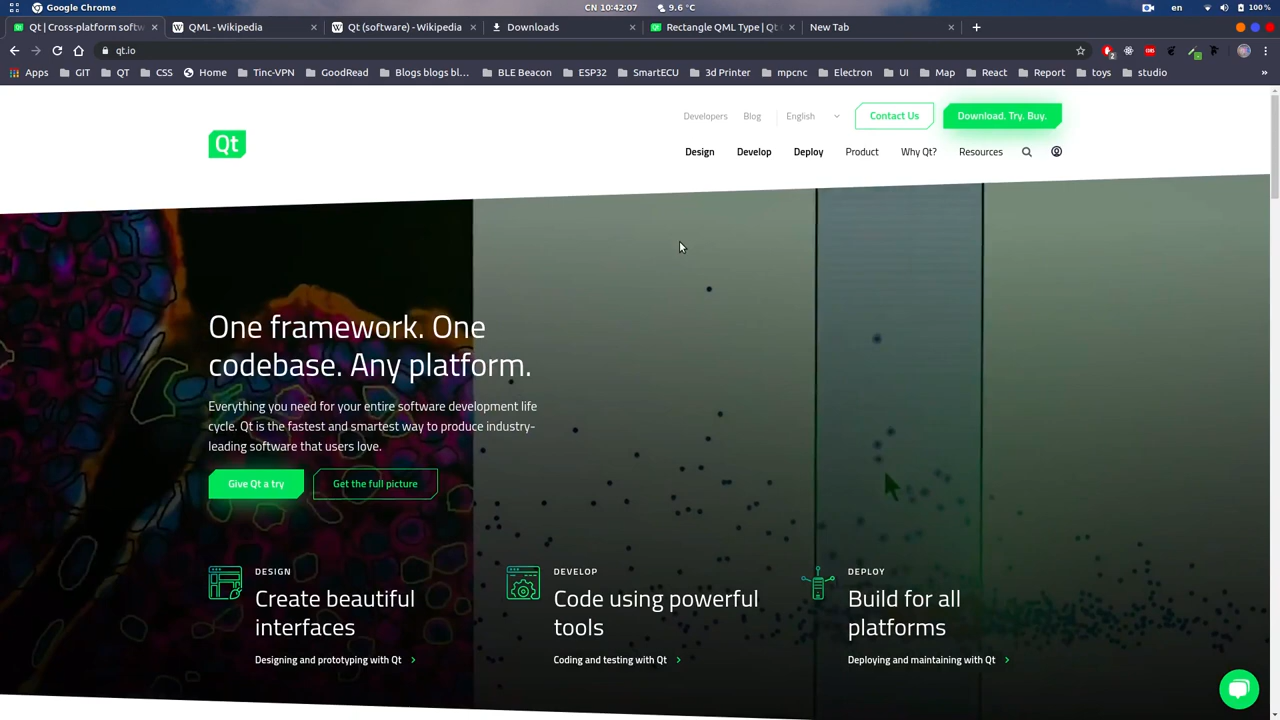 Google Chrome
CN 10:42:07
9.6 °C
en
100%
Qt | Cross-platform softw
QML - Wikipedia
Qt (software) - Wikipedia
Downloads
Rectangle QML Type | Qt
New Tab
qt.io
2
Apps
GIT
QT
CSS
Home
Tinc-VPN
GoodRead
Blogs blogs bl...
BLE Beacon
ESP32
SmartECU
3d Printer
mpcnc
Electron
UI
Map
React
Report
toys
studio
»
Developers
Blog
English
Contact Us
Download. Try. Buy.
Qt
Design
Develop
Deploy
Product
Why Qt?
Resources
One framework. One
codebase. Any platform.
Everything you need for your entire software development life
cycle. Qt is the fastest and smartest way to produce industry-
leading software that users love.
Give Qt a try
Get the full picture
DESIGN
Create beautiful
interfaces
Designing and prototyping with Qt
DEVELOP
Code using powerful
tools
Coding and testing with Qt
DEPLOY
Build for all
platforms
Deploying and maintaining with Qt